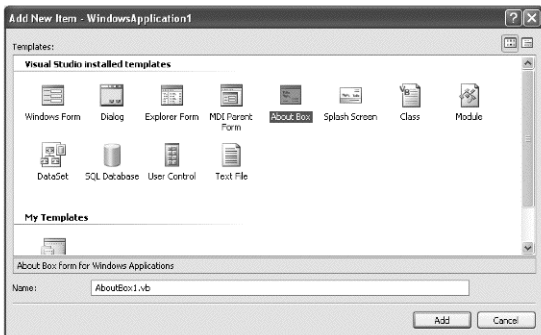 Add New Item - WindowsApplication1
Templates:
Visual Studio installed templates
Windows Form
Dialog
Explorer Form
MDI Parent
Form
About Box
Splash Screen
Class
Module
DataSet
SQL Database
User Control
Text File
My Templates
About Box form for Windows Applications
Name:
AboutBox1.vb
Add
Cancel